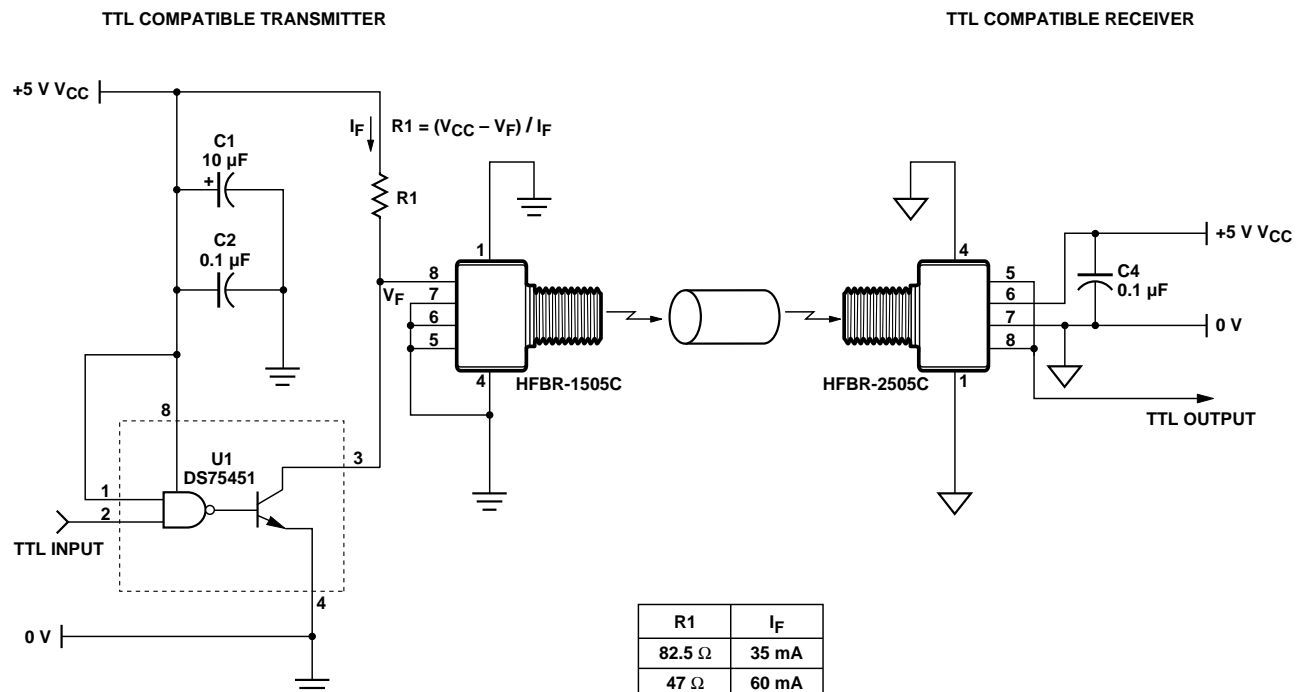 TTL COMPATIBLE TRANSMITTER
TTL COMPATIBLE RECEIVER
+5 V VCC
IF
R1 = (VCC – VF) / IF
C1
10 µF
+
R1
C2
0.1 µF
VF
1
8
7
6
5
4
HFBR-1505C
4
5
6
7
8
1
HFBR-2505C
+5 V VCC
C4
0.1 µF
0 V
TTL OUTPUT
8
U1
DS75451
3
1
2
TTL INPUT
4
0 V
R1 IF
82.5 Ω 35 mA
47 Ω 60 mA